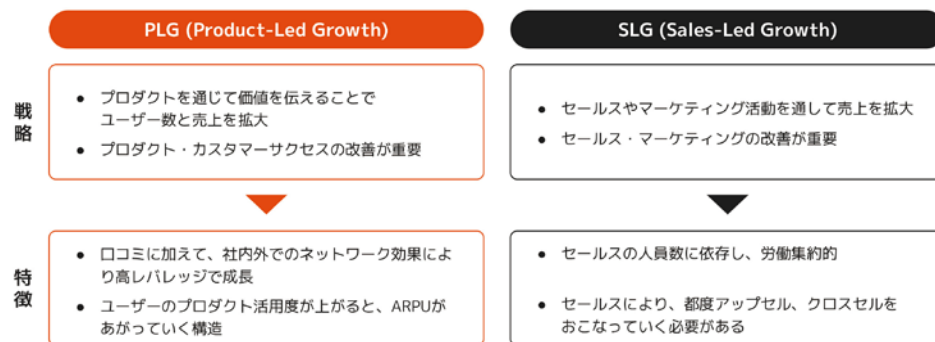 PLG (Product-Led Growth)
SLG (Sales-Led Growth)
戦略
● プロダクトを通じて価値を伝えることで
ユーザー数と売上を拡大
● プロダクト・カスタマーサクセスの改善が重要
● セールスやマーケティング活動を通して売上を拡大
● セールス・マーケティングの改善が重要
特徴
● 口コミに加えて、社内外でのネットワーク効果によ
り高レバレッジで成長
● ユーザーのプロダクト活用度が上がると、ARPUが
あがっていく構造
● セールスの人員数に依存し、労働集約的
● セールスにより、都度アップセル、クロスセルを
おこなっていく必要がある